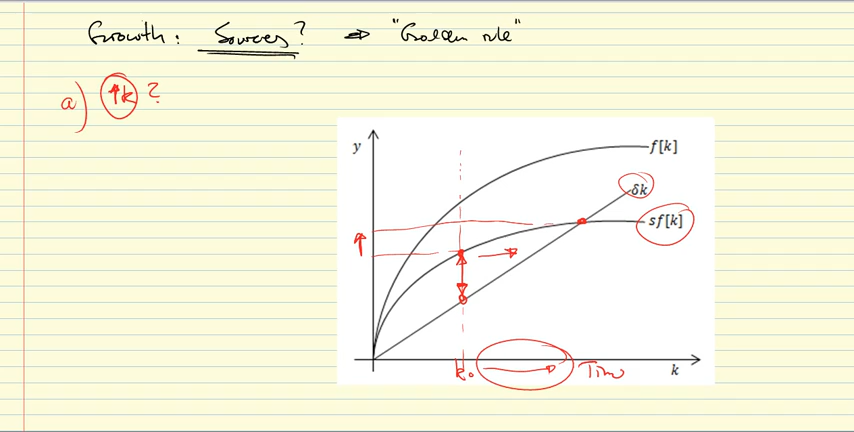 Growth: Sources? ⇒ "Golden rule"
a) ↑k ?
y
f[k]
δk
sf[k]
↑
k₀ → Time
k